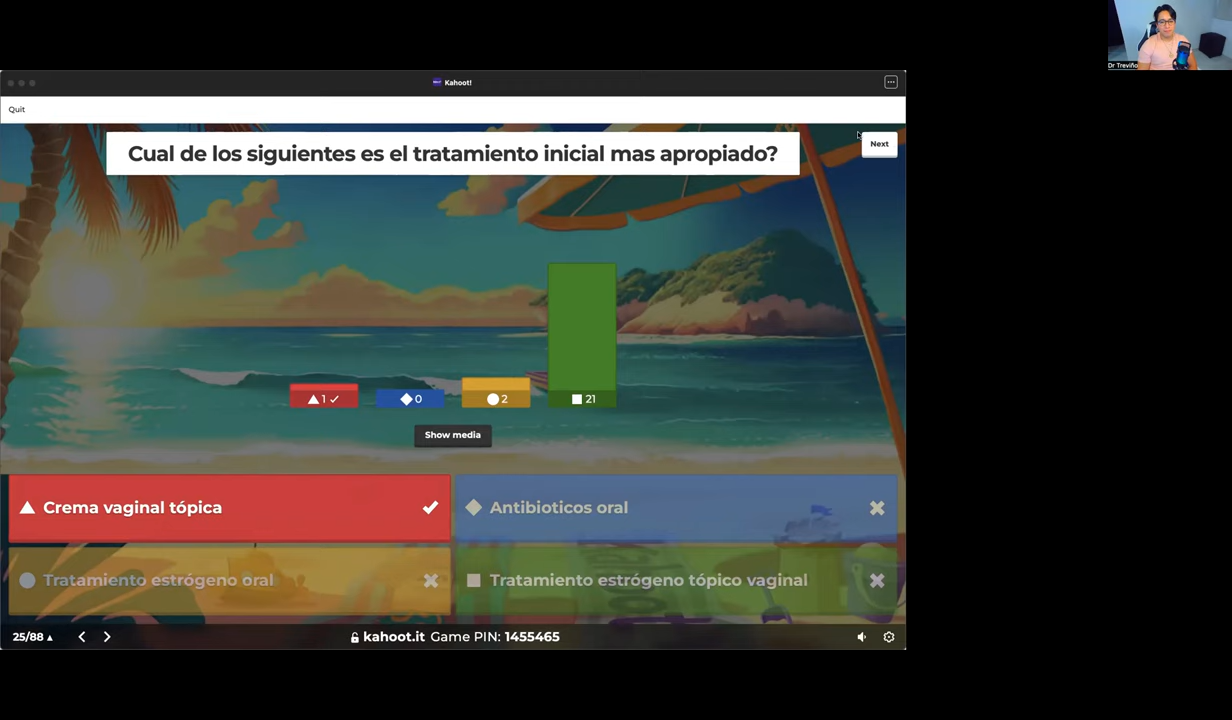 Dr Treviño
Kahoot!
Quit
Cual de los siguientes es el tratamiento inicial mas apropiado?
Next
1
0
2
21
Show media
Crema vaginal tópica
Antibioticos oral
Tratamiento estrógeno oral
Tratamiento estrógeno tópico vaginal
25/88
kahoot.it Game PIN: 1455465